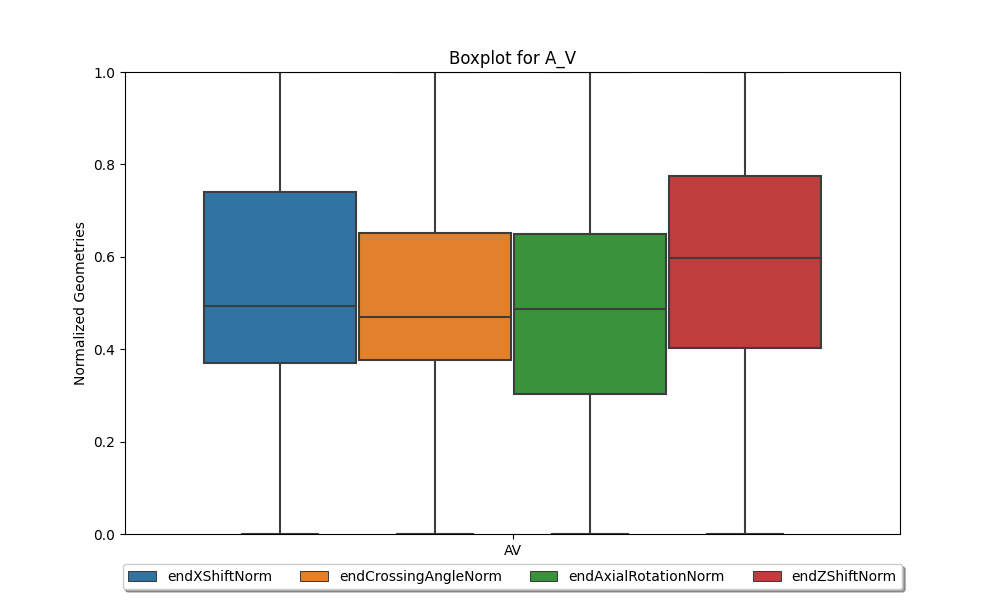 Boxplot for A_V
1.0
0.8
0.6
0.4
0.2
0.0
Normalized Geometries
AV
endXShiftNorm endCrossingAngleNorm endAxialRotationNorm endZShiftNorm